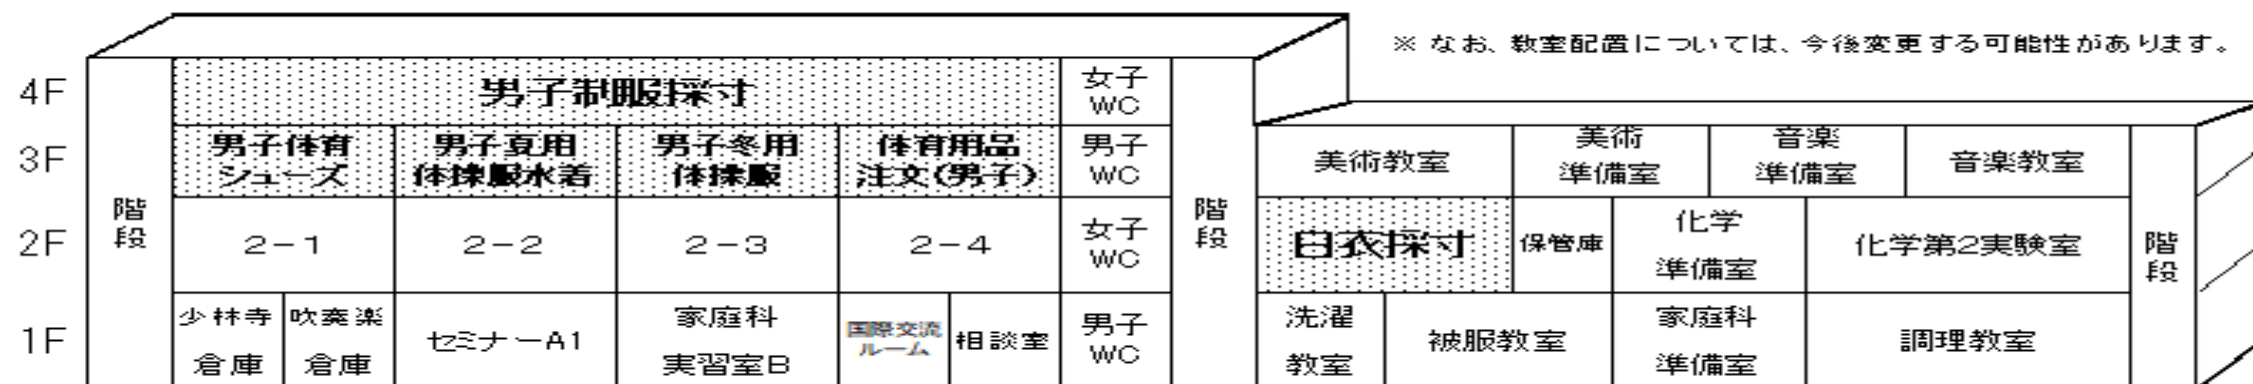 ※ なお、教室配置については、今後変更する可能性があります。
4F
男子制服採寸
女子
WC
3F
男子体育
シューズ
男子夏用
体操服水着
男子冬用
体操服
体育用品
注文(男子)
男子
WC
美術教室
美術
準備室
音楽
準備室
音楽教室
階
段
2F
2-1
2-2
2-3
2-4
女子
WC
階
段
白衣採寸
保管庫
化学
準備室
化学第2実験室
階
段
1F
少林寺
倉庫
吹奏楽
倉庫
セミナーA1
家庭科
実習室B
国際交流
ルーム
相談室
男子
WC
洗濯
教室
被服教室
家庭科
準備室
調理教室